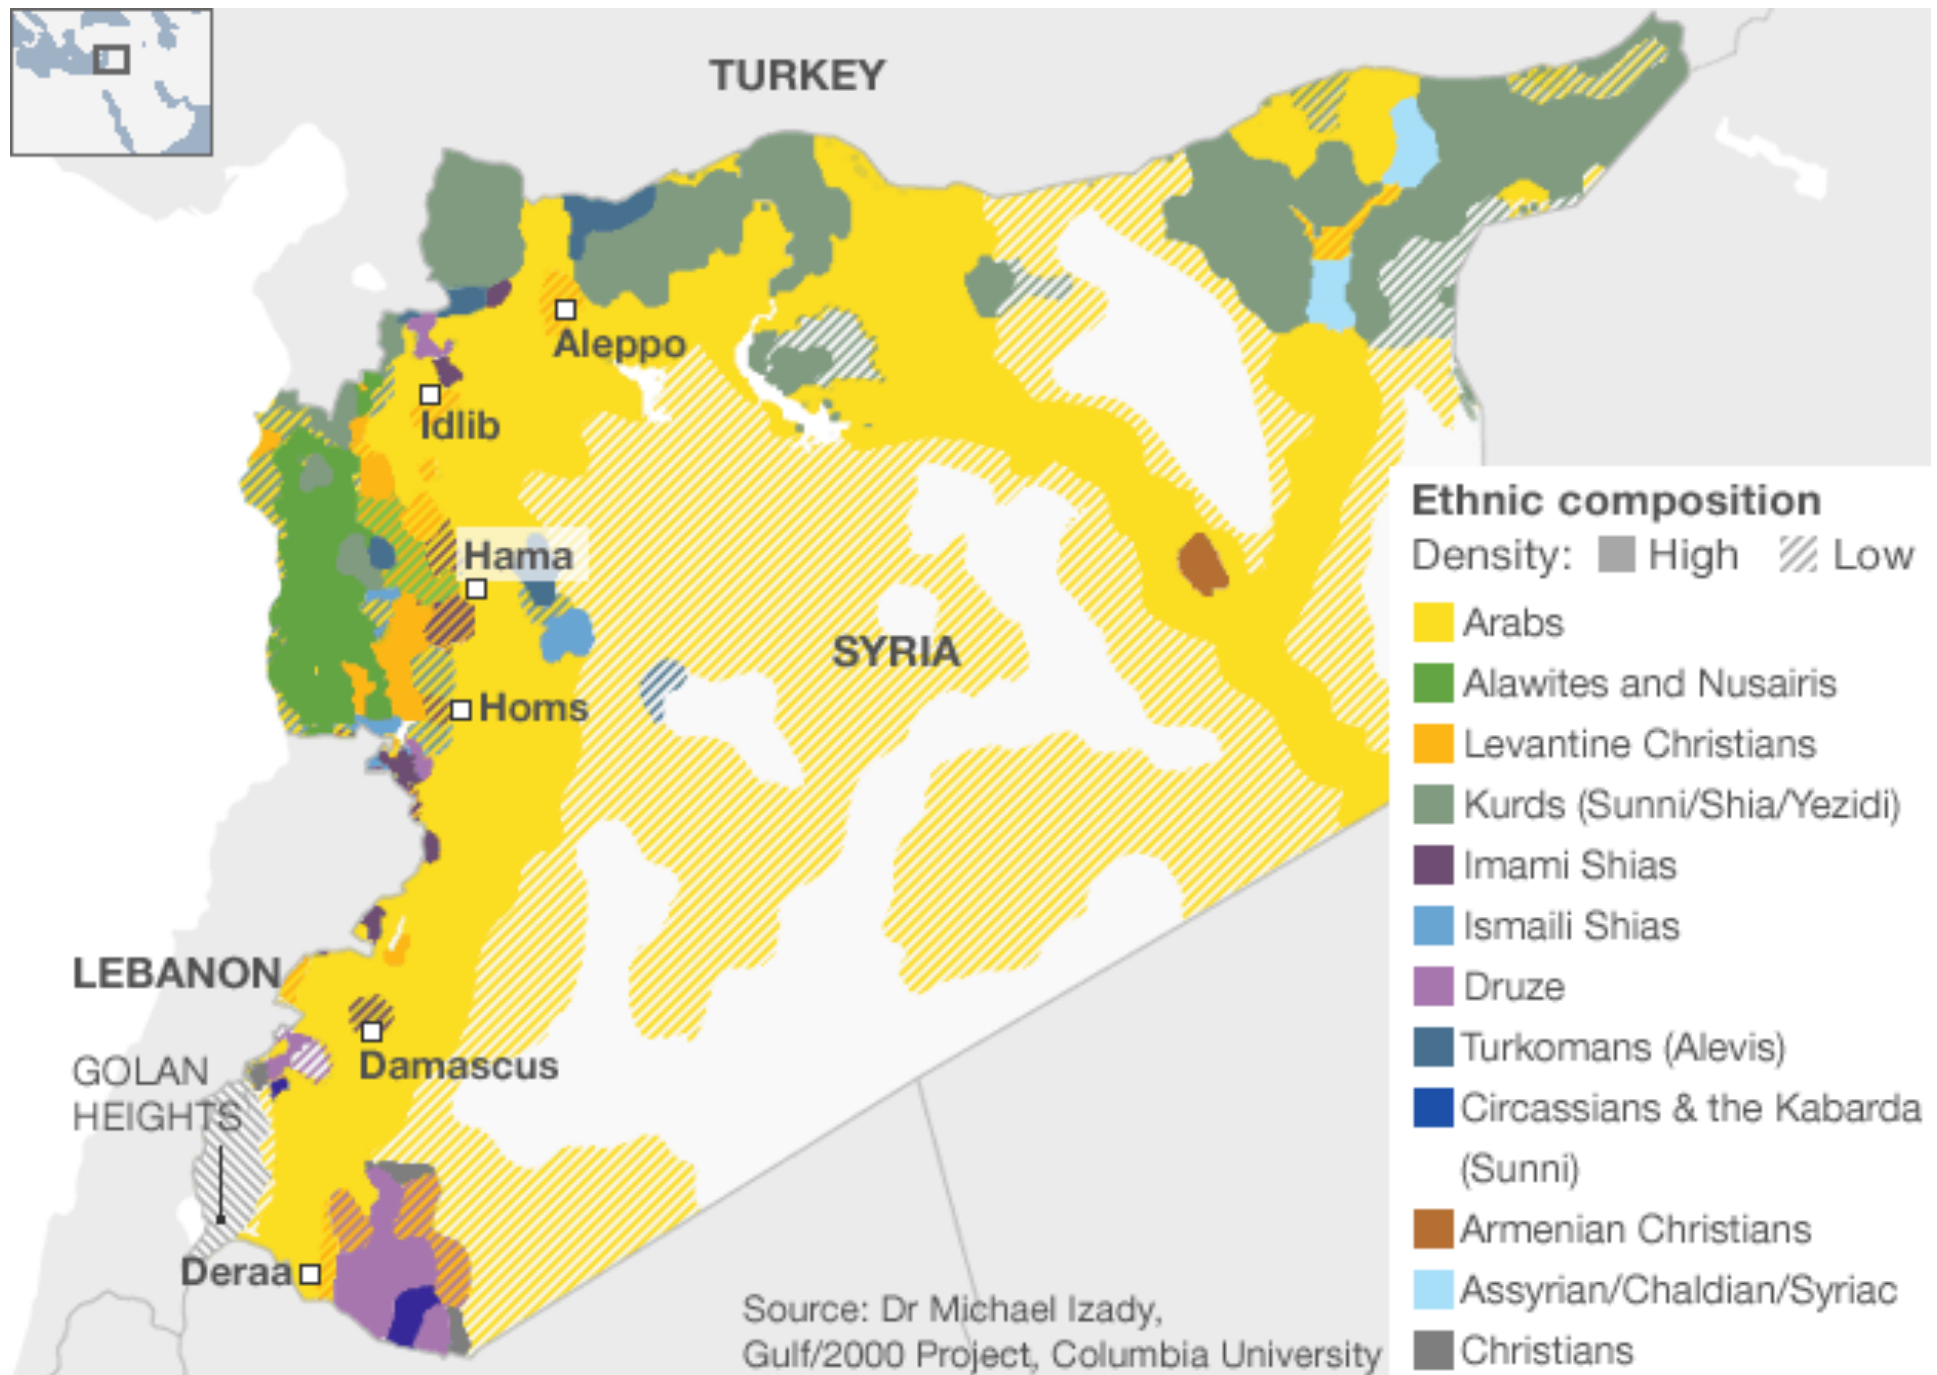 TURKEY
Aleppo
Idlib
Hama
SYRIA
Homs
LEBANON
Damascus
GOLAN
HEIGHTS
Deraa
Source: Dr Michael Izady,
Gulf/2000 Project, Columbia University
Ethnic composition
Density: High Low
Arabs
Alawites and Nusairis
Levantine Christians
Kurds (Sunni/Shia/Yezidi)
Imami Shias
Ismaili Shias
Druze
Turkomans (Alevis)
Circassians & the Kabarda
(Sunni)
Armenian Christians
Assyrian/Chaldian/Syriac
Christians